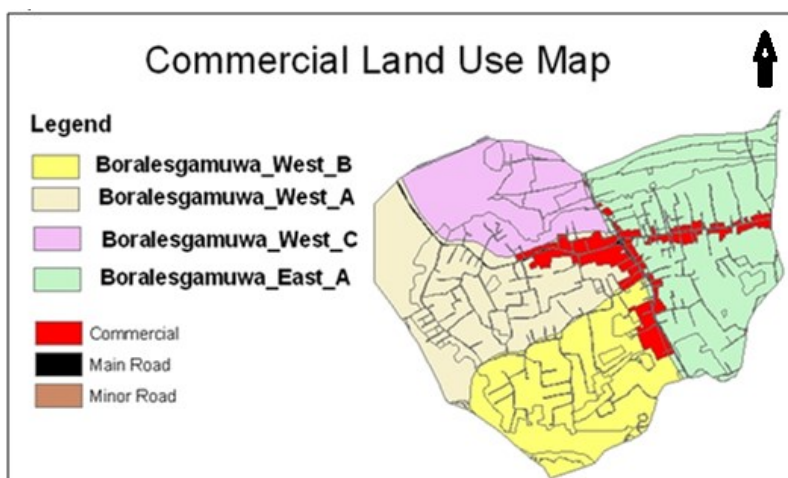 Commercial Land Use Map
Legend
Boralesgamuwa_West_B
Boralesgamuwa_West_A
Boralesgamuwa_West_C
Boralesgamuwa_East_A
Commercial
Main Road
Minor Road